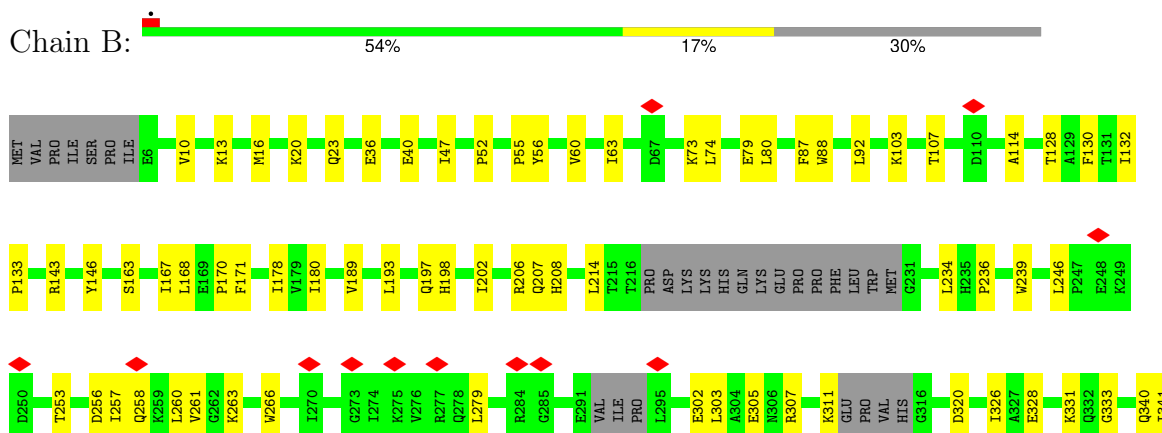 Chain B:
54% 17% 30%
MET VAL PRO ILE SER PRO ILE E6 V10 K13 M16 K20 Q23 E36 E40 I47 P52 P55 Y56 V60 I63 D67 K73 L74 E79 L80 F87 W88 L92 K103 T107 D110 A114 T128 A129 F130 T131 I132
P133 R143 Y146 S163 I167 L168 E169 P170 F171 I178 V179 I180 V189 L193 Q197 H198 I202 R206 Q207 H208 L214 T215 T216 PRO ASP LYS LYS HIS GLN LYS GLU PRO PRO PHE LEU TRP MET G231 L234 H235 P236 W239 L246 P247 E248 K249
D250 T253 D256 I257 Q258 K259 L260 V261 G262 K263 W266 I270 G273 I274 K275 V276 R277 Q278 L279 R284 G285 E291 VAL ILE PRO L295 E302 L303 A304 E305 N306 R307 K311 GLU PRO VAL HIS G316 D320 I326 A327 E328 K331 Q332 G333 Q340